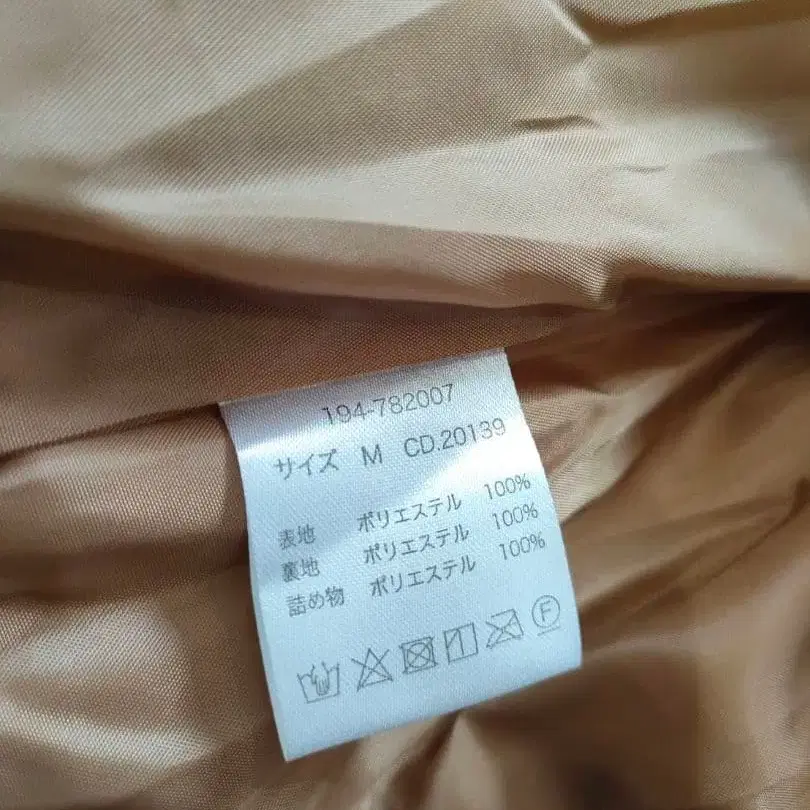 194-782007
サイズ M CD.20139
表地 ポリエステル 100%
裏地 ポリエステル 100%
詰め物 ポリエステル 100%
F